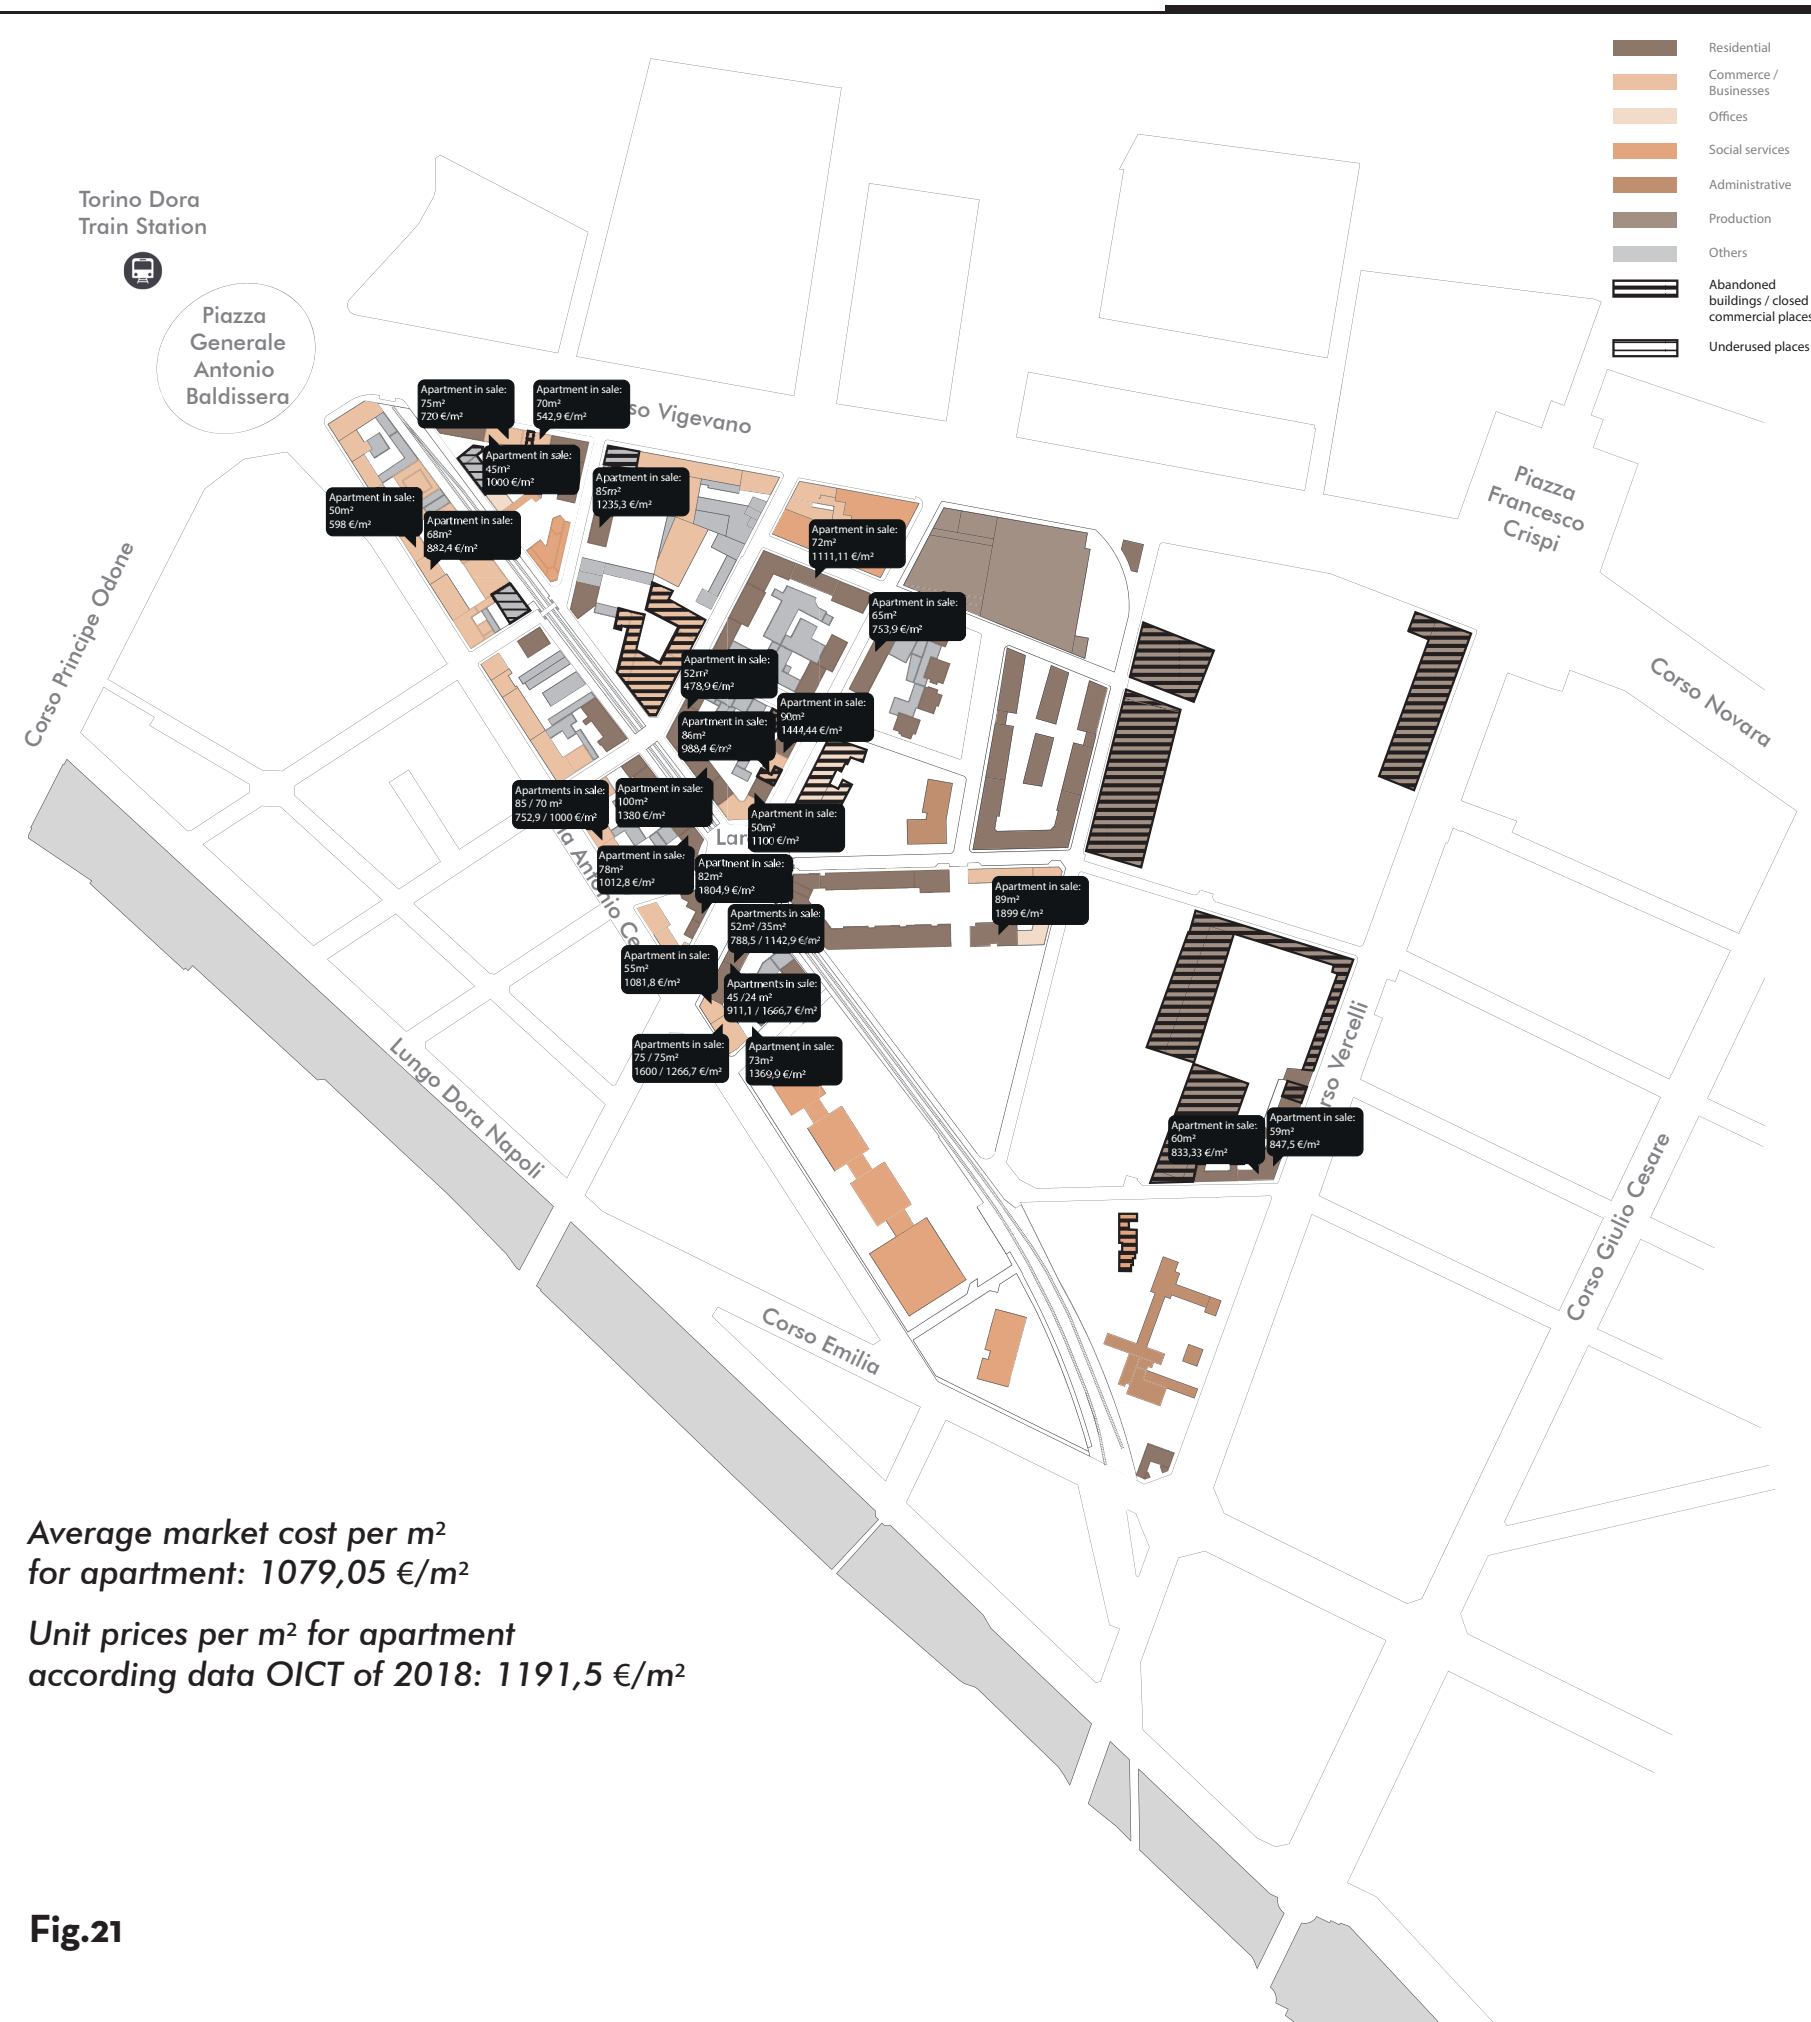 Residential
Commerce /
Businesses
Offices
Social services
Administrative
Production
Others
Abandoned
buildings / closed
commercial places
Underused places
Torino Dora
Train Station
Piazza
Generale
Antonio
Baldissera
Apartment in sale:
75m²
720 €/m²
Apartment in sale:
70m²
542,9 €/m²
so Vigevano
Apartment in sale:
45m²
1000 €/m²
Apartment in sale:
85m²
1235,3 €/m²
Apartment in sale:
50m²
598 €/m²
Apartment in sale:
68m²
882,4 €/m²
Apartment in sale:
72m²
1111,11 €/m²
Piazza
Francesco
Crispi
Corso Principe Odone
Apartment in sale:
65m²
753,9 €/m²
Apartment in sale:
52m²
478,9 €/m²
Corso Novara
Apartment in sale:
90m²
1444,44 €/m²
Apartment in sale:
86m²
988,4 €/m²
Apartments in sale:
85 / 70 m²
752,9 / 1000 €/m²
Apartment in sale:
100m²
1380 €/m²
Lar
Apartment in sale:
50m²
1100 €/m²
a Antonio Ce
Apartment in sale:
78m²
1012,8 €/m²
Apartment in sale:
82m²
1804,9 €/m²
Apartment in sale:
89m²
1899 €/m²
Apartments in sale:
52m² /35m²
788,5 / 1142,9 €/m²
Apartment in sale:
55m²
1081,8 €/m²
Apartments in sale:
45 /24 m²
911,1 / 1666,7 €/m²
Apartments in sale:
75 / 75m²
1600 / 1266,7 €/m²
Apartment in sale:
73m²
1369,9 €/m²
Lungo Dora Napoli
rso Vercelli
Apartment in sale:
60m²
833,33 €/m²
Apartment in sale:
59m²
847,5 €/m²
Corso Giulio Cesare
Corso Emilia
Average market cost per m²
for apartment: 1079,05 €/m²
Unit prices per m² for apartment
according data OICT of 2018: 1191,5 €/m²
Fig.21